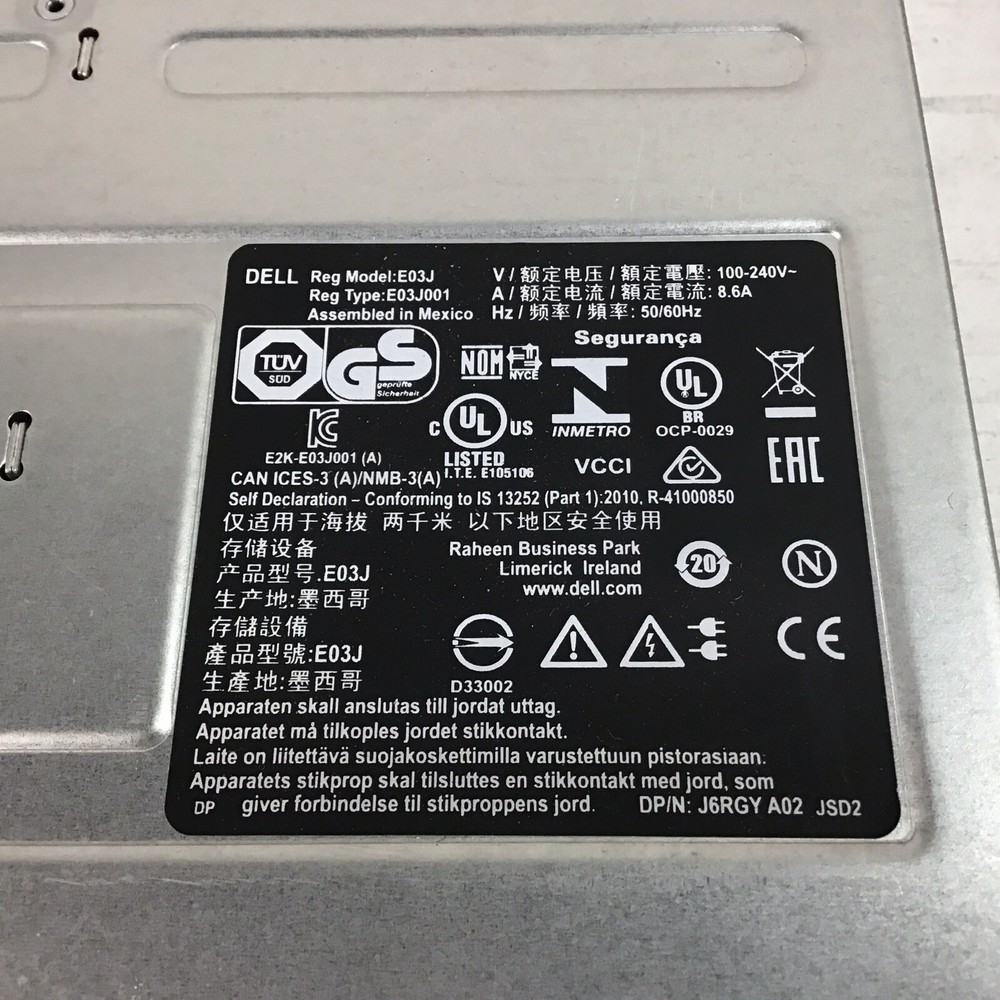 DELL Reg Model:E03J
Reg Type:E03J001
Assembled in Mexico
V / 额定电压 / 額定電壓: 100-240V~
A / 额定电流 / 額定電流: 8.6A
Hz / 频率 / 頻率: 50/60Hz
TÜV
SÜD
GS
geprüfte
Sicherheit
NOM
NYCE
Segurança
INMETRO
UL
BR
OCP-0029
KC
E2K-E03J001 (A)
C UL US
LISTED
I.T.E. E105106
VCCI
EAC
CAN ICES-3 (A)/NMB-3(A)
Self Declaration – Conforming to IS 13252 (Part 1):2010, R-41000850
仅适用于海拔 两千米 以下地区安全使用
存储设备
产品型号.E03J
生产地:墨西哥
存儲設備
產品型號:E03J
生產地:墨西哥
Raheen Business Park
Limerick Ireland
www.dell.com
20
N
D33002
CE
Apparaten skall anslutas till jordat uttag.
Apparatet må tilkoples jordet stikkontakt.
Laite on liitettävä suojakoskettimilla varustettuun pistorasiaan.
Apparatets stikprop skal tilsluttes en stikkontakt med jord, som
DP giver forbindelse til stikproppens jord. DP/N: J6RGY A02 JSD2